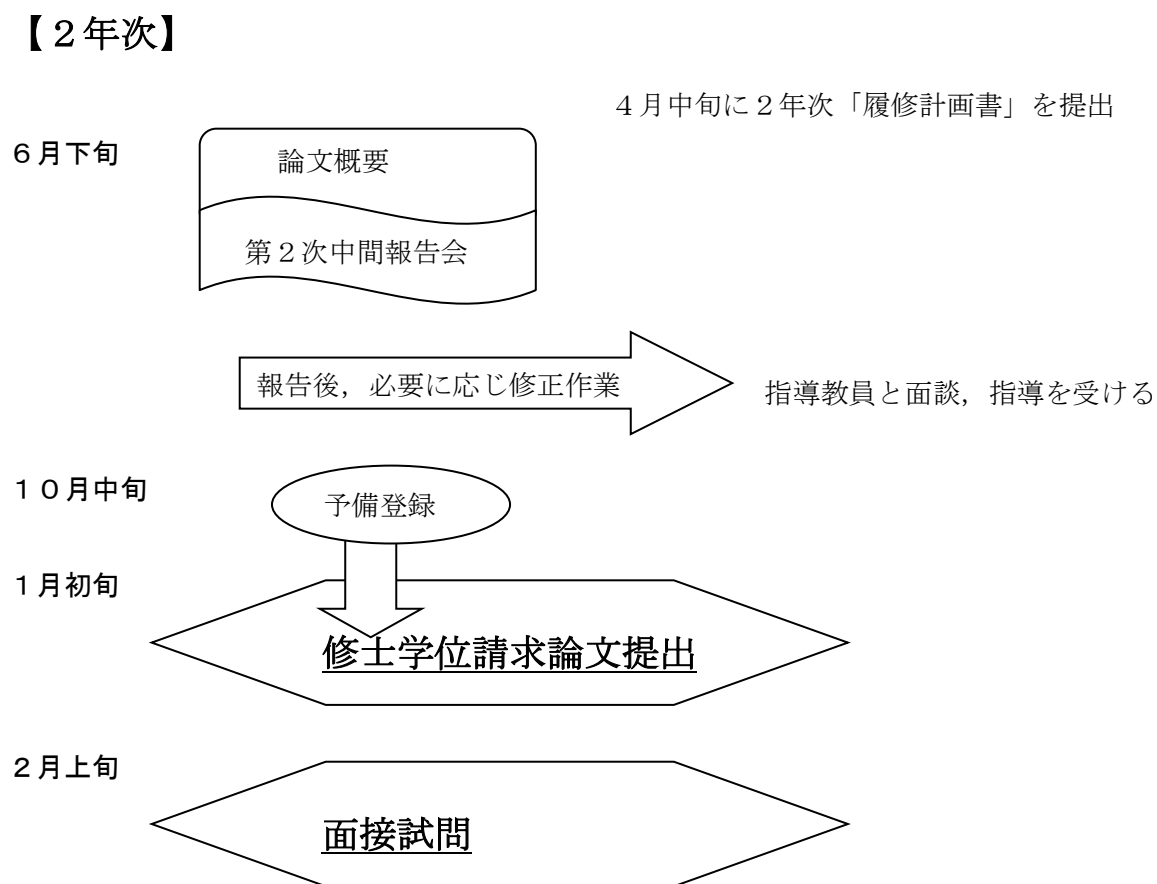 【２年次】
４月中旬に２年次「履修計画書」を提出
６月下旬
論文概要
第２次中間報告会
報告後，必要に応じ修正作業
指導教員と面談，指導を受ける
１０月中旬
予備登録
１月初旬
修士学位請求論文提出
２月上旬
面接試問